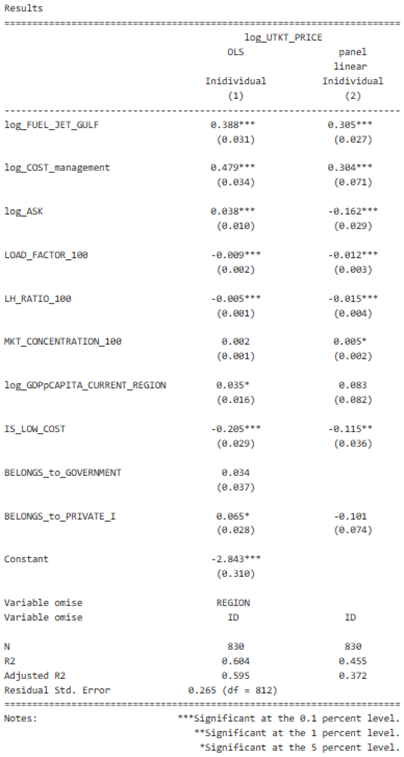 Results
========================================================================
log_UTKT_PRICE
OLS panel
linear
Inidividual Inidividual
(1) (2)
------------------------------------------------------------------------
log_FUEL_JET_GULF 0.388*** 0.305***
(0.031) (0.027)
log_COST_management 0.479*** 0.304***
(0.034) (0.071)
log_ASK 0.038*** -0.162***
(0.010) (0.029)
LOAD_FACTOR_100 -0.009*** -0.012***
(0.002) (0.003)
LH_RATIO_100 -0.005*** -0.015***
(0.001) (0.004)
MKT_CONCENTRATION_100 0.002 0.005*
(0.001) (0.002)
log_GDPpCAPITA_CURRENT_REGION 0.035* 0.083
(0.016) (0.082)
IS_LOW_COST -0.205*** -0.115**
(0.029) (0.036)
BELONGS_to_GOVERNMENT 0.034
(0.037)
BELONGS_to_PRIVATE_I 0.065* -0.101
(0.028) (0.074)
Constant -2.843***
(0.310)
Variable omise REGION
Variable omise ID ID
N 830 830
R2 0.604 0.455
Adjusted R2 0.595 0.372
Residual Std. Error 0.265 (df = 812)
========================================================================
Notes: ***Significant at the 0.1 percent level.
**Significant at the 1 percent level.
*Significant at the 5 percent level.